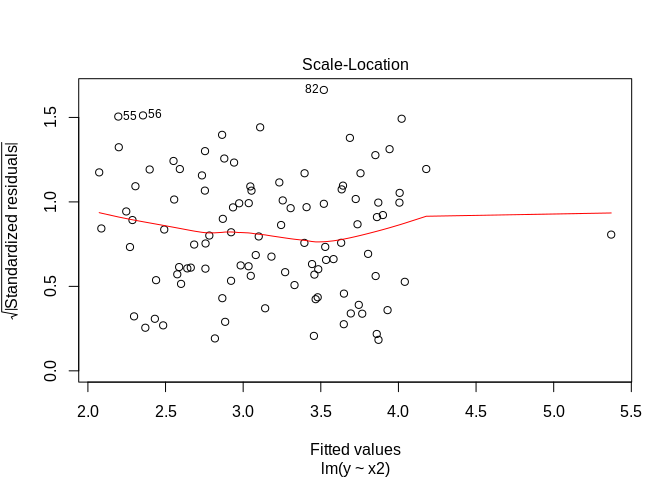 Scale-Location
82
55
56
√|Standardized residuals|
1.5
1.0
0.5
0.0
2.0 2.5 3.0 3.5 4.0 4.5 5.0 5.5
Fitted values
lm(y ~ x2)